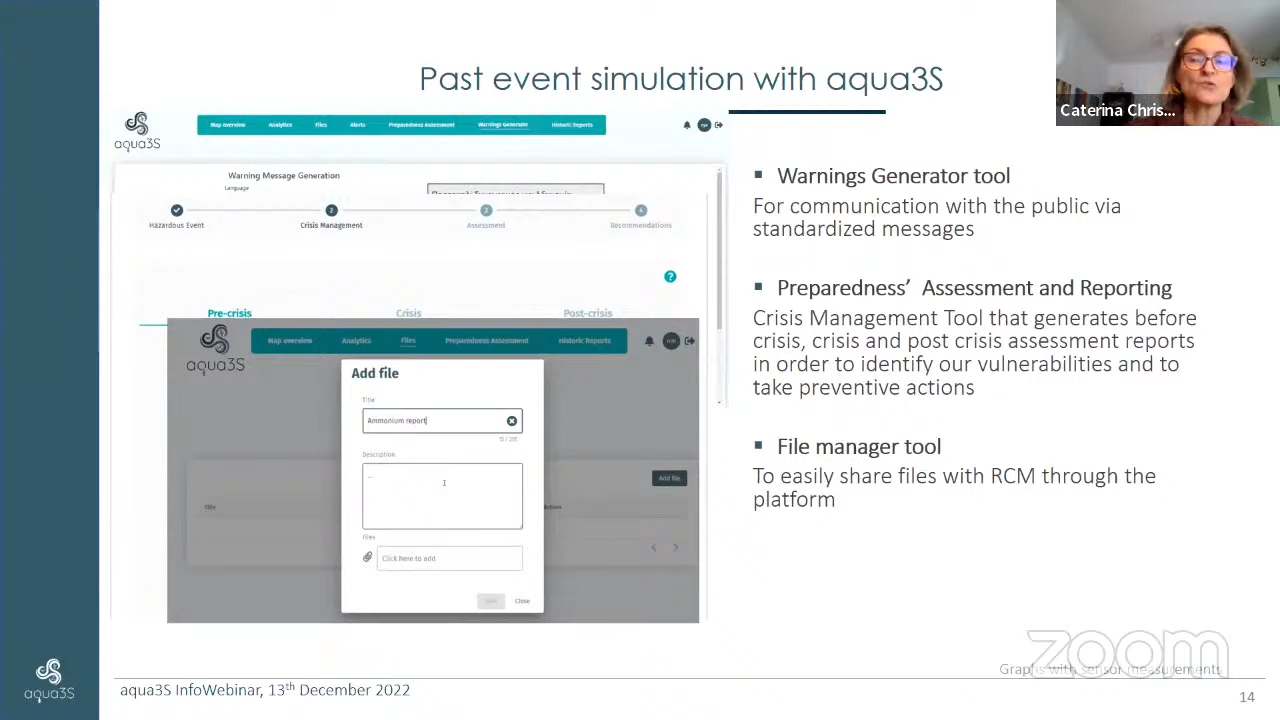 Past event simulation with aqua3S
Caterina Chris...
aqua3S
Map overview Analytics Files Alerts Preparedness Assessment Warnings Generator Historic Reports
Warning Message Generation
Language
2 3 4
Hazardous Event Crisis Management Assessment Recommendations
?
Pre-crisis Crisis Post-crisis
aqua3S
Map overview Analytics Files Preparedness Assessment Historic Reports
Add file
Title
Ammonium report
Description
...
Files
Click here to add
Close
Title
Add file
▪ Warnings Generator tool
For communication with the public via
standardized messages
▪ Preparedness’ Assessment and Reporting
Crisis Management Tool that generates before
crisis, crisis and post crisis assessment reports
in order to identify our vulnerabilities and to
take preventive actions
▪ File manager tool
To easily share files with RCM through the
platform
zoom
Graphs with sensor measurements
aqua3S
aqua3S InfoWebinar, 13th December 2022
14